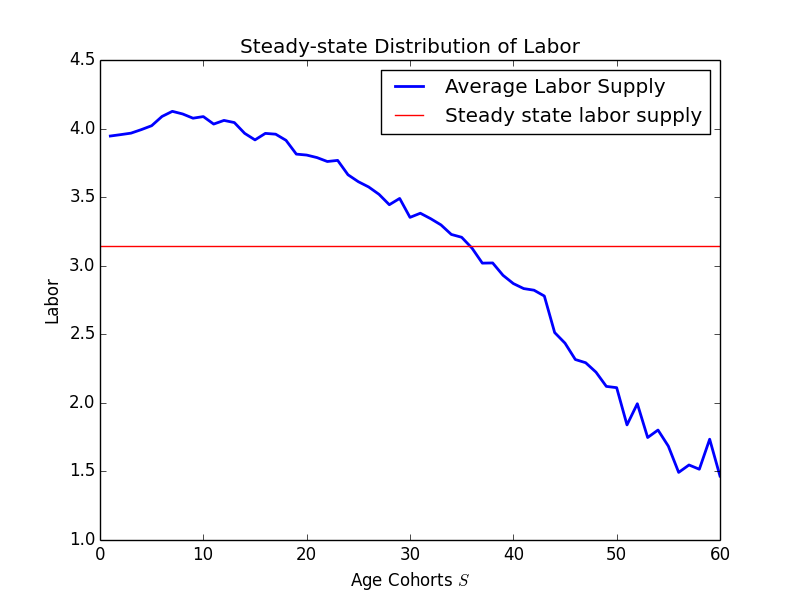 Steady-state Distribution of Labor
4.5
4.0
3.5
3.0
2.5
2.0
1.5
1.0
Labor
Average Labor Supply
Steady state labor supply
0 10 20 30 40 50 60
Age Cohorts S